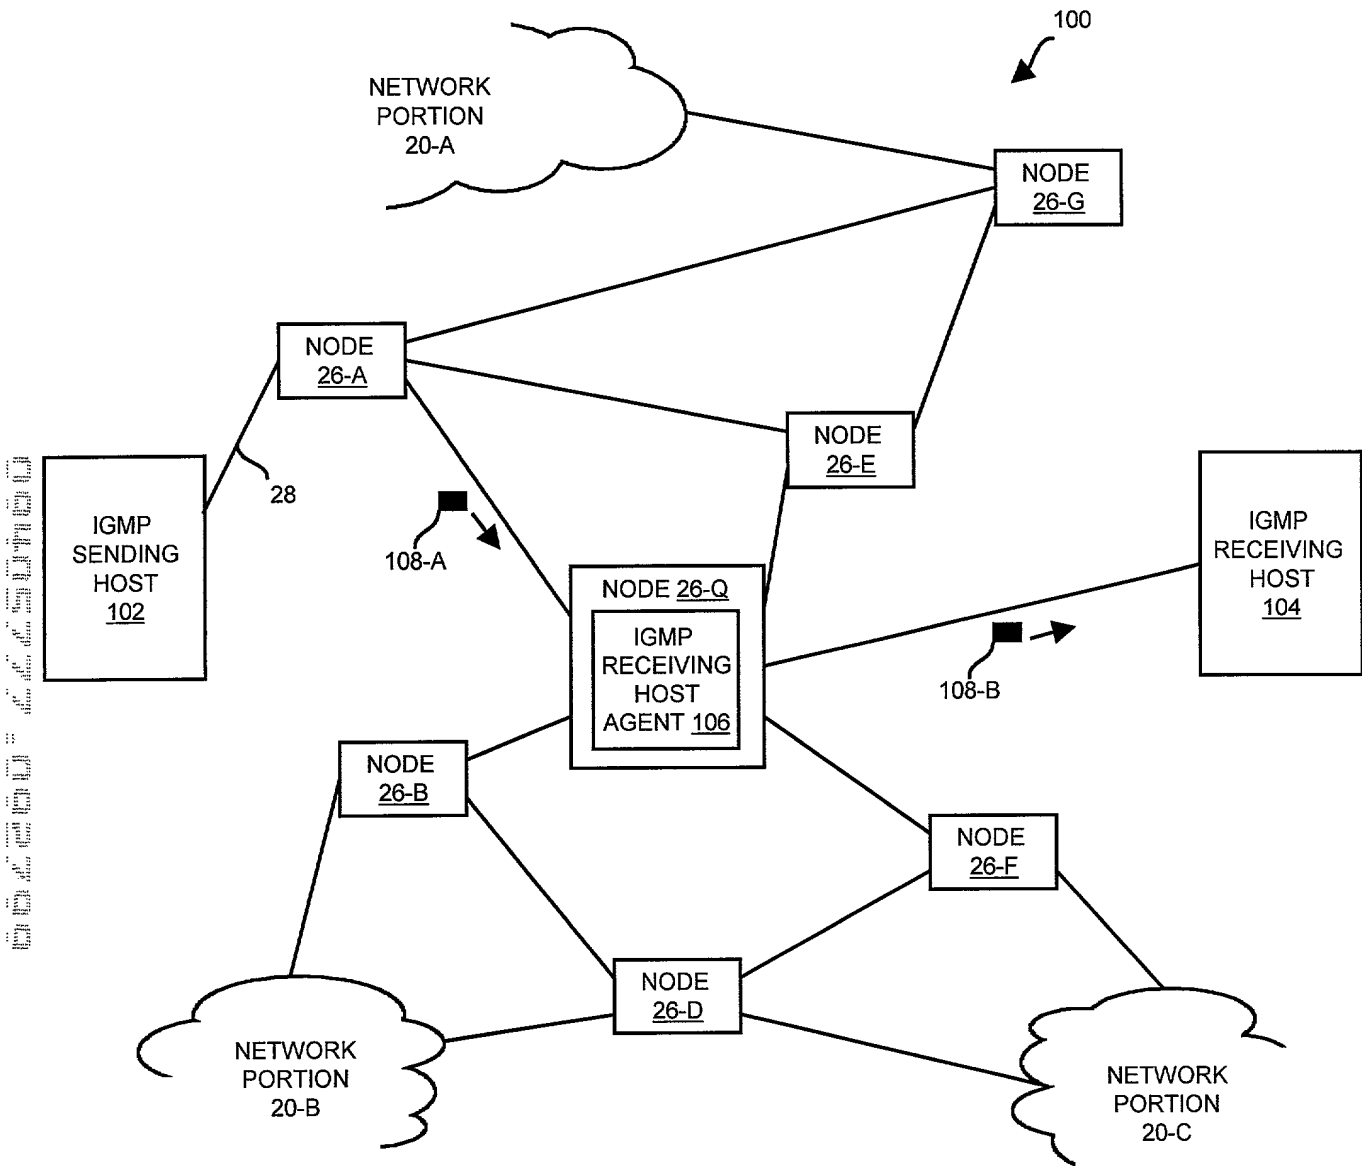 100
NETWORK
PORTION
20-A
NODE
26-G
NODE
26-A
NODE
26-E
28
IGMP
SENDING
HOST
102
108-A
IGMP
RECEIVING
HOST
104
NODE 26-Q
IGMP
RECEIVING
HOST
AGENT 106
108-B
NODE
26-B
NODE
26-F
NODE
26-D
NETWORK
PORTION
20-B
NETWORK
PORTION
20-C